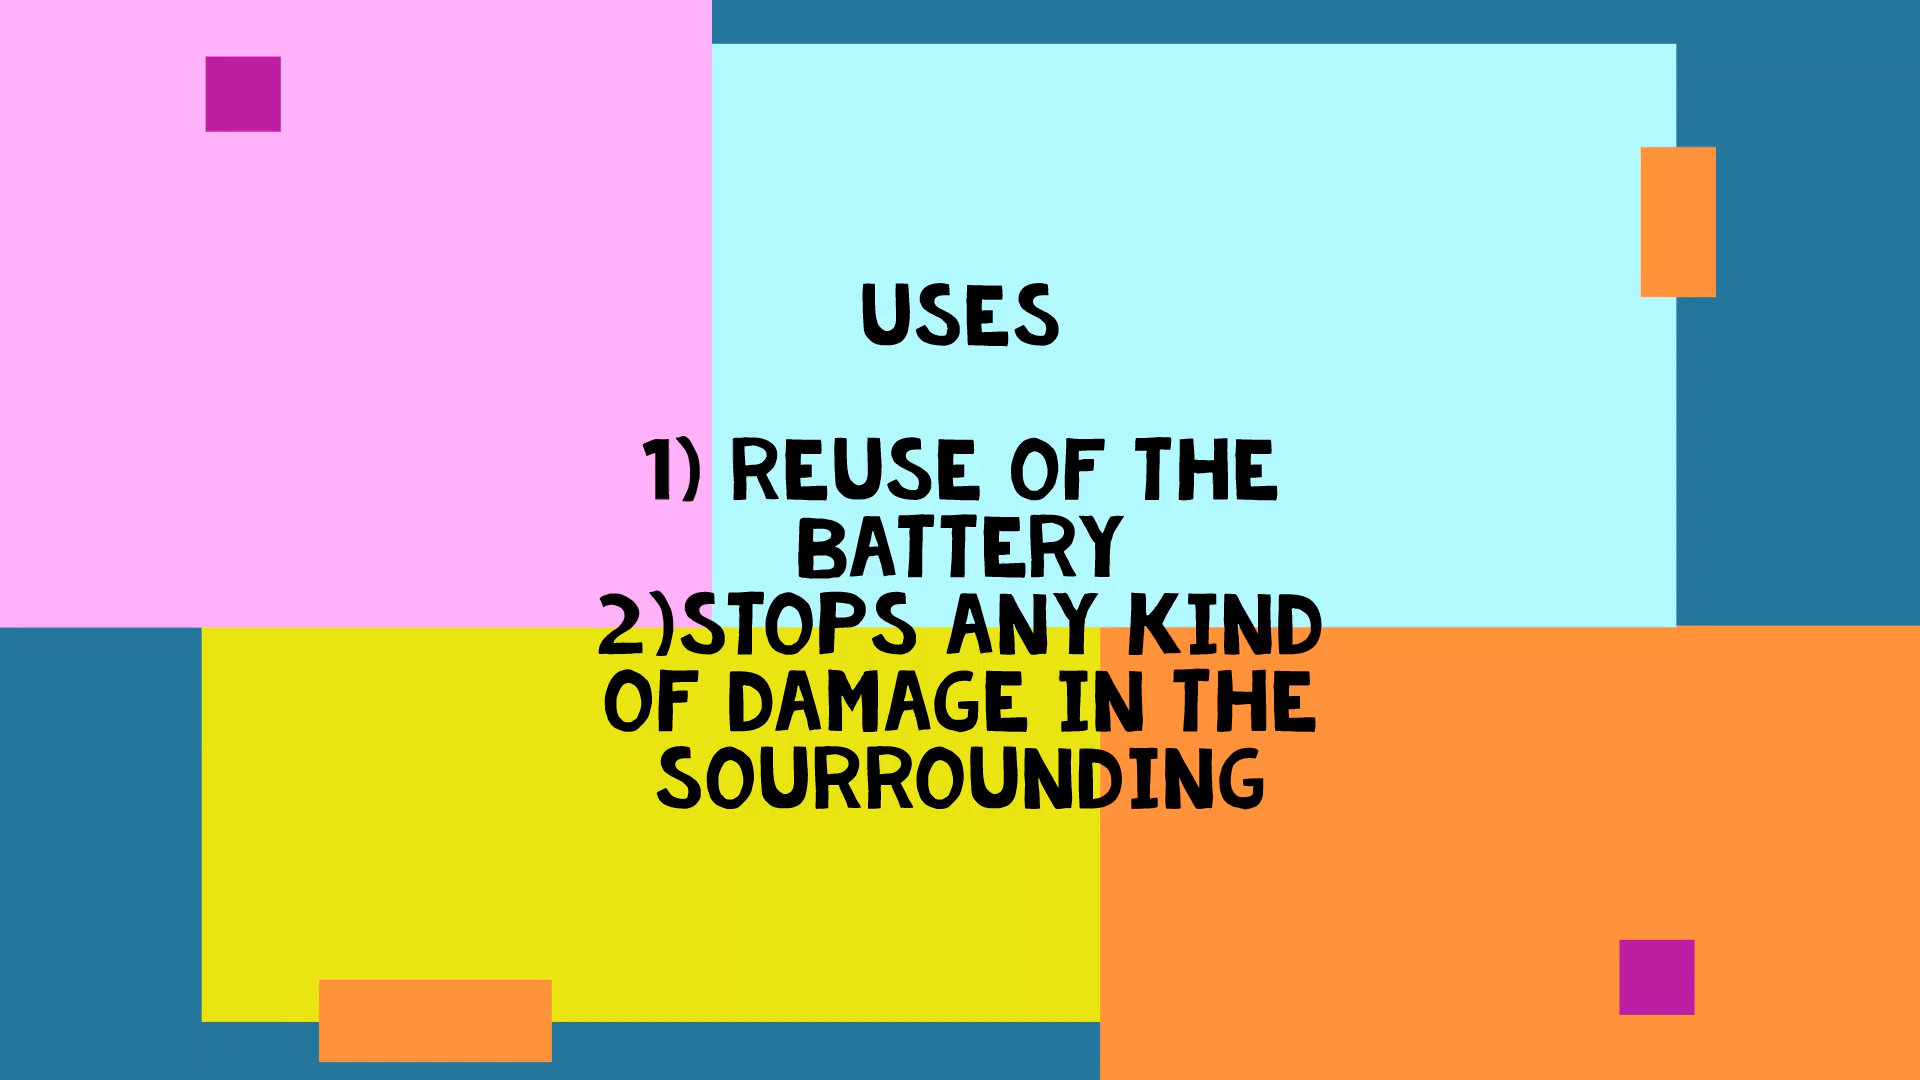 USES
1) REUSE OF THE
BATTERY
2)STOPS ANY KIND
OF DAMAGE IN THE
SOURROUNDING